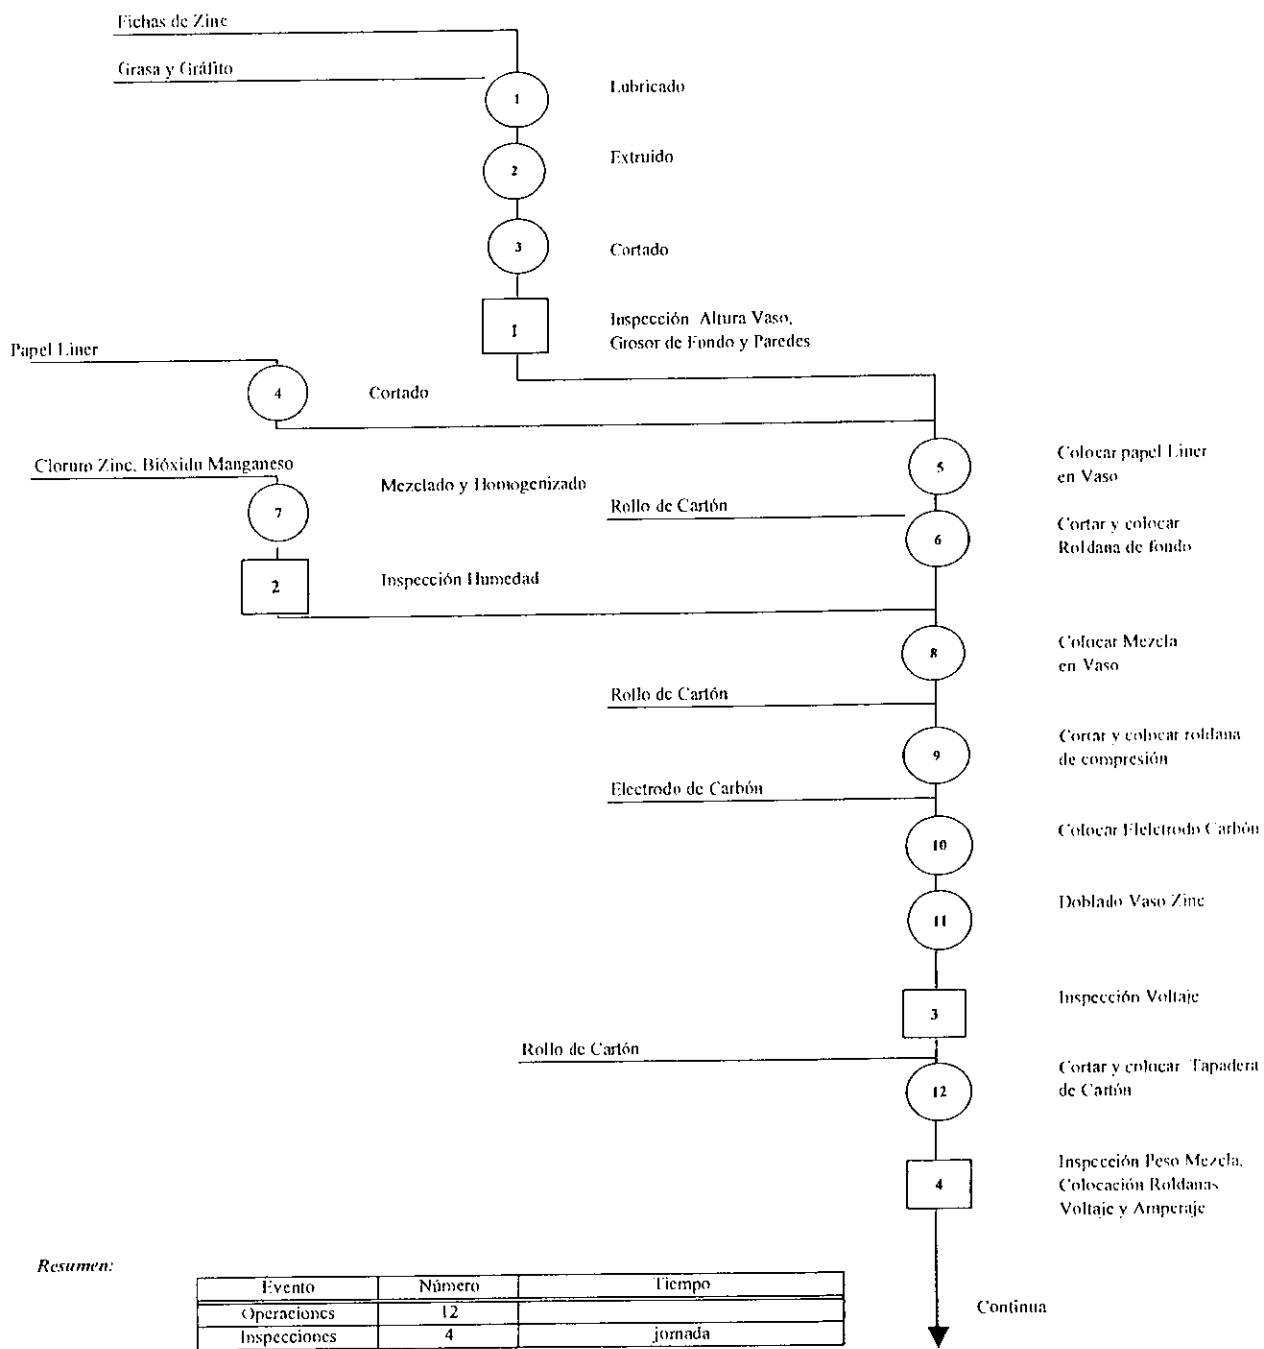 Fichas de Zinc
Grasa y Gráfito
1
Lubricado
2
Extruido
3
Cortado
1
Inspección Altura Vaso,
Grosor de Fondo y Paredes
Papel Liner
4
Cortado
5
Colocar papel Liner
en Vaso
Cloruro Zinc, Bióxido Manganeso
7
Mezclado y Homogenizado
Rollo de Cartón
6
Cortar y colocar
Roldana de fondo
2
Inspección Humedad
8
Colocar Mezcla
en Vaso
Rollo de Cartón
9
Cortar y colocar roldana
de compresión
Electrodo de Carbón
10
Colocar Eleletrodo Carbón
11
Doblado Vaso Zinc
3
Inspección Voltaje
Rollo de Cartón
12
Cortar y colocar Tapadera
de Cartón
4
Inspección Peso Mezcla,
Colocación Roldanas
Voltaje y Amperaje
Resumen:
Evento Número Tiempo
Operaciones 12
Inspecciones 4 jornada
Continua